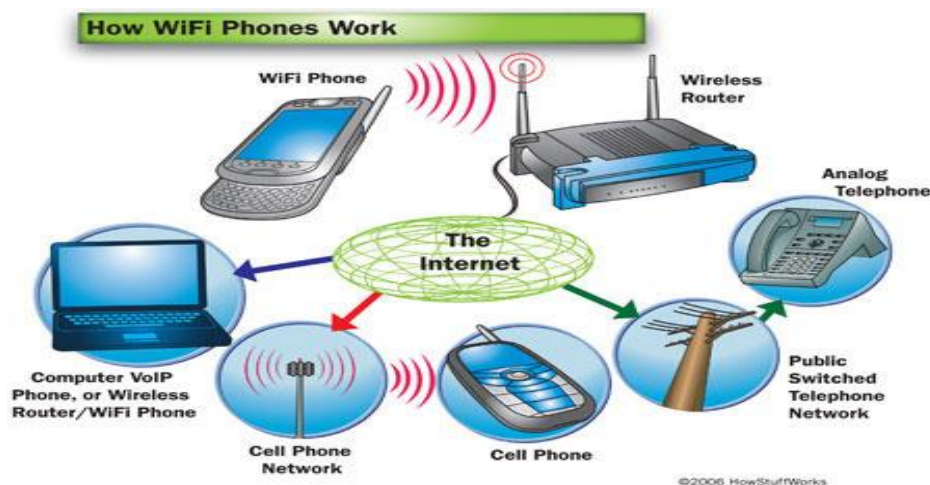 How WiFi Phones Work
WiFi Phone
Wireless
Router
Analog
Telephone
The
Internet
Computer VoIP
Phone, or Wireless
Router/WiFi Phone
Cell Phone
Network
Cell Phone
Public
Switched
Telephone
Network
©2006 HowStuffWorks